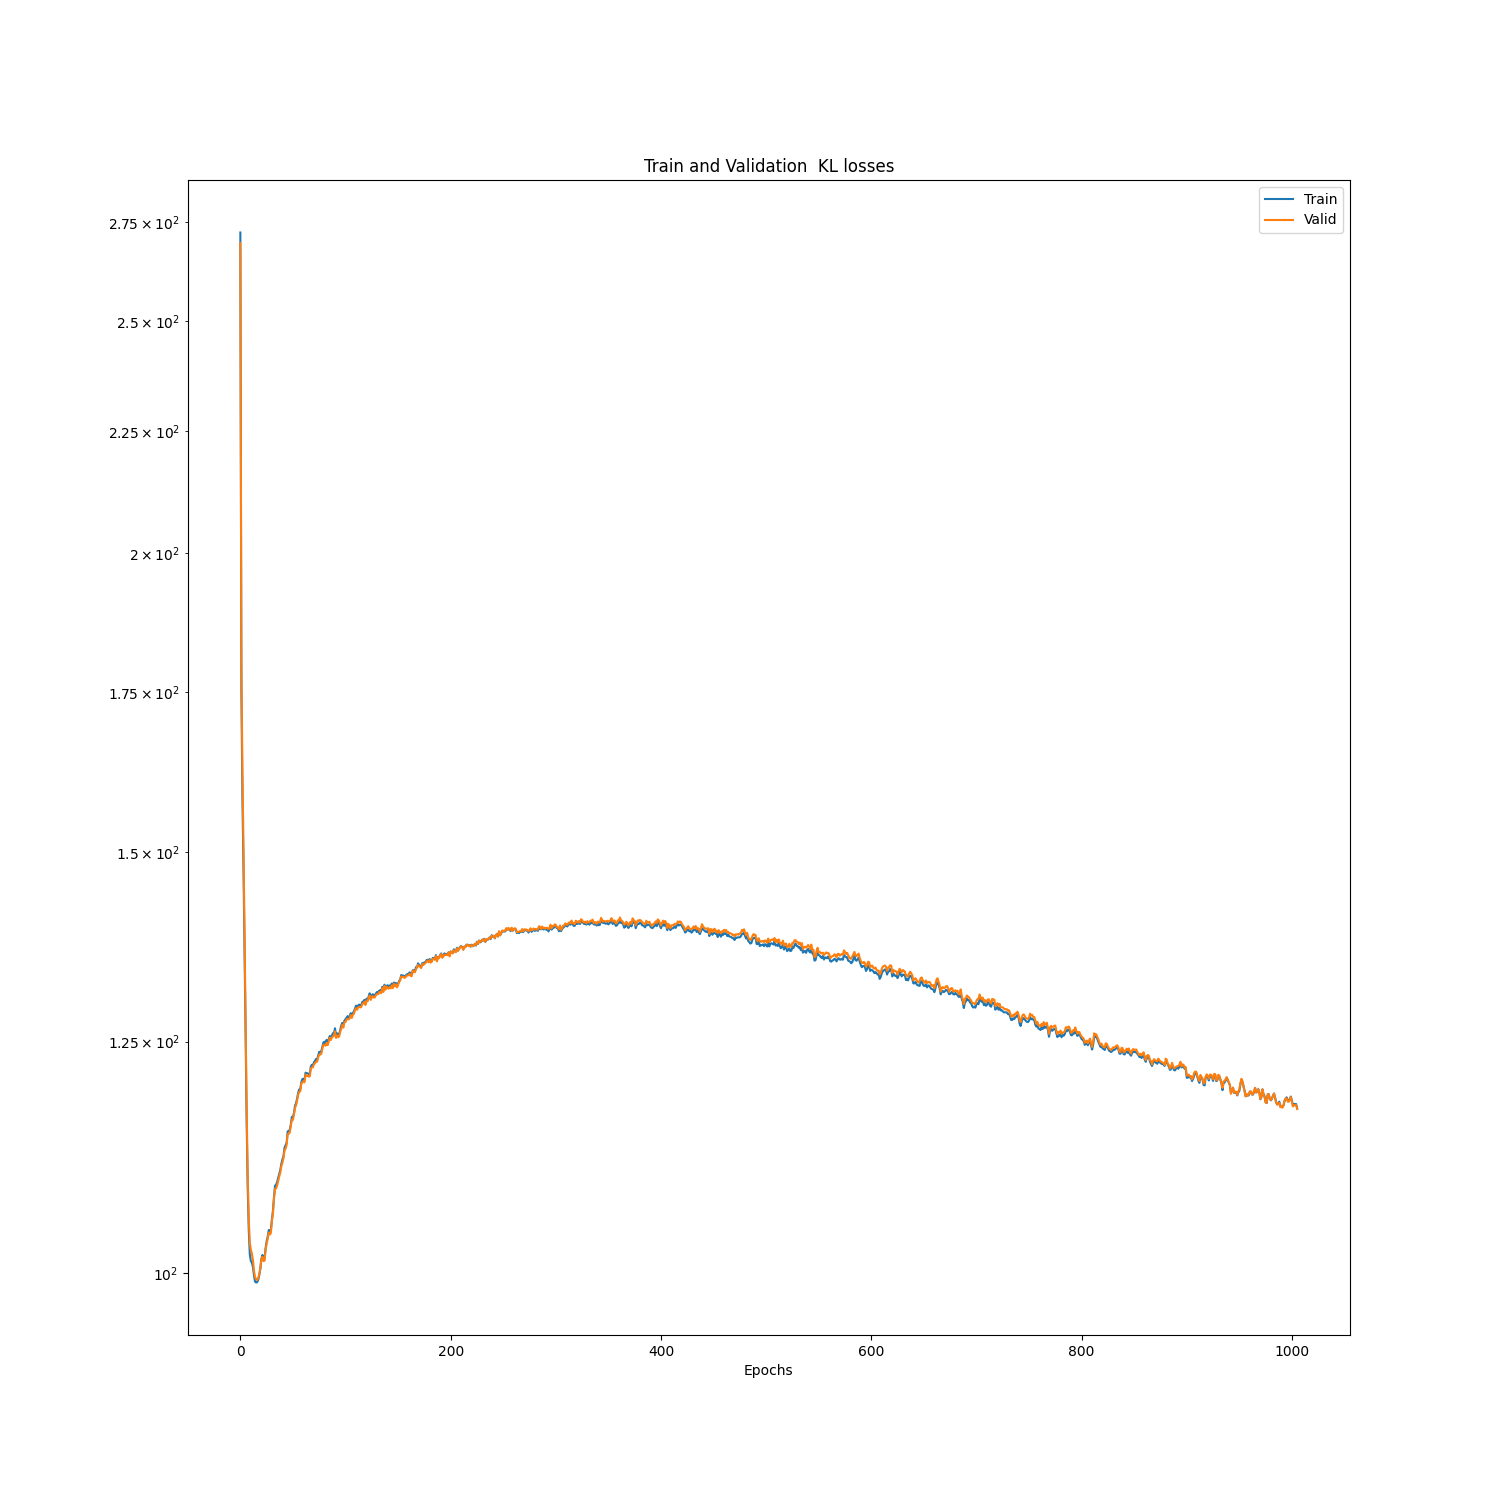 Train and Validation  KL losses
Train
Valid
2.75 × 10²
2.5 × 10²
2.25 × 10²
2 × 10²
1.75 × 10²
1.5 × 10²
1.25 × 10²
10²
0 200 400 600 800 1000
Epochs